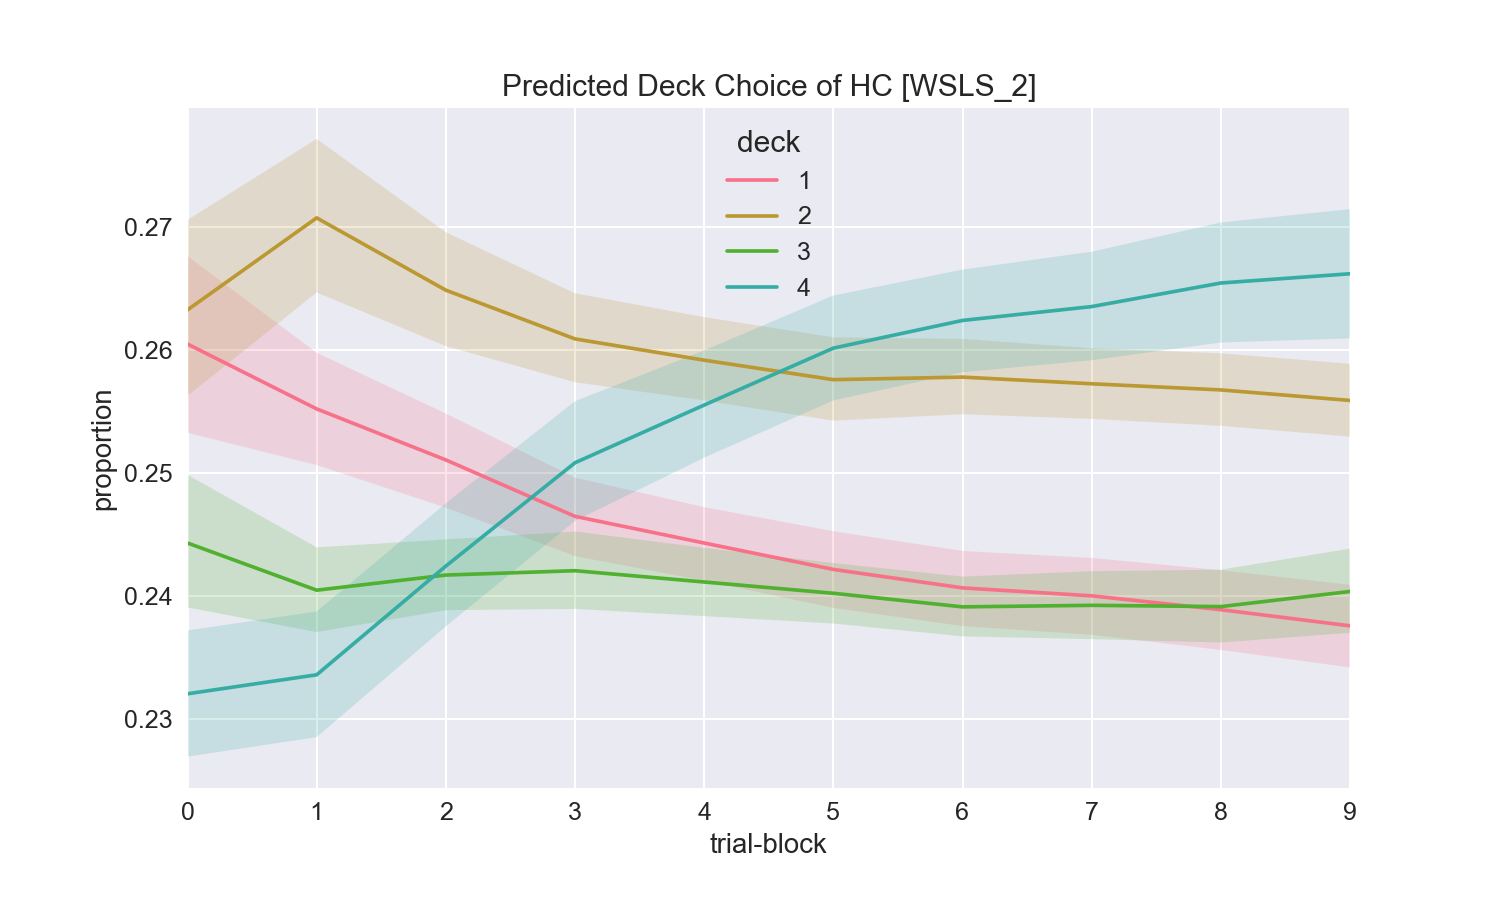 Predicted Deck Choice of HC [WSLS_2]
deck
1
2
3
4
proportion
0.27
0.26
0.25
0.24
0.23
0 1 2 3 4 5 6 7 8 9
trial-block